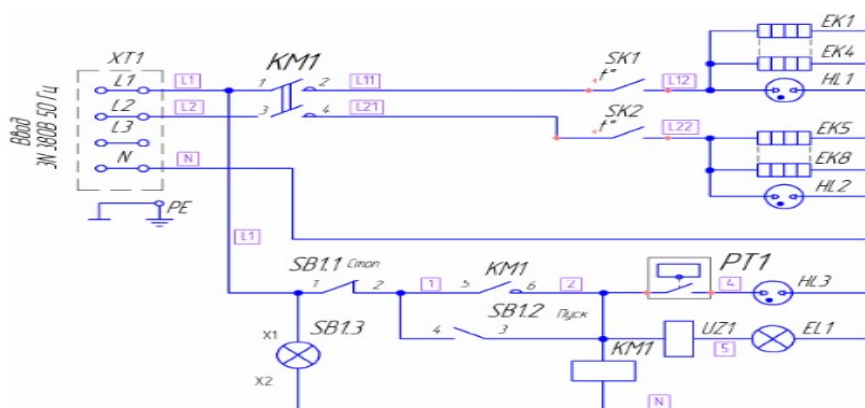 EK1
XT1
KM1
SK1
EK4
L1
L1
1
2
L11
t°
L12
HL1
L2
L2
3
4
L21
SK2
L3
t°
L22
EK5
N
N
EK8
HL2
Ввод
3N 380В 50 Гц
PE
L1
SB1.1 Стоп
KM1
PT1
1
2
1
5
6
2
4
HL3
SB1.2 Пуск
X1
SB1.3
4
3
UZ1
EL1
KM1
5
X2
N